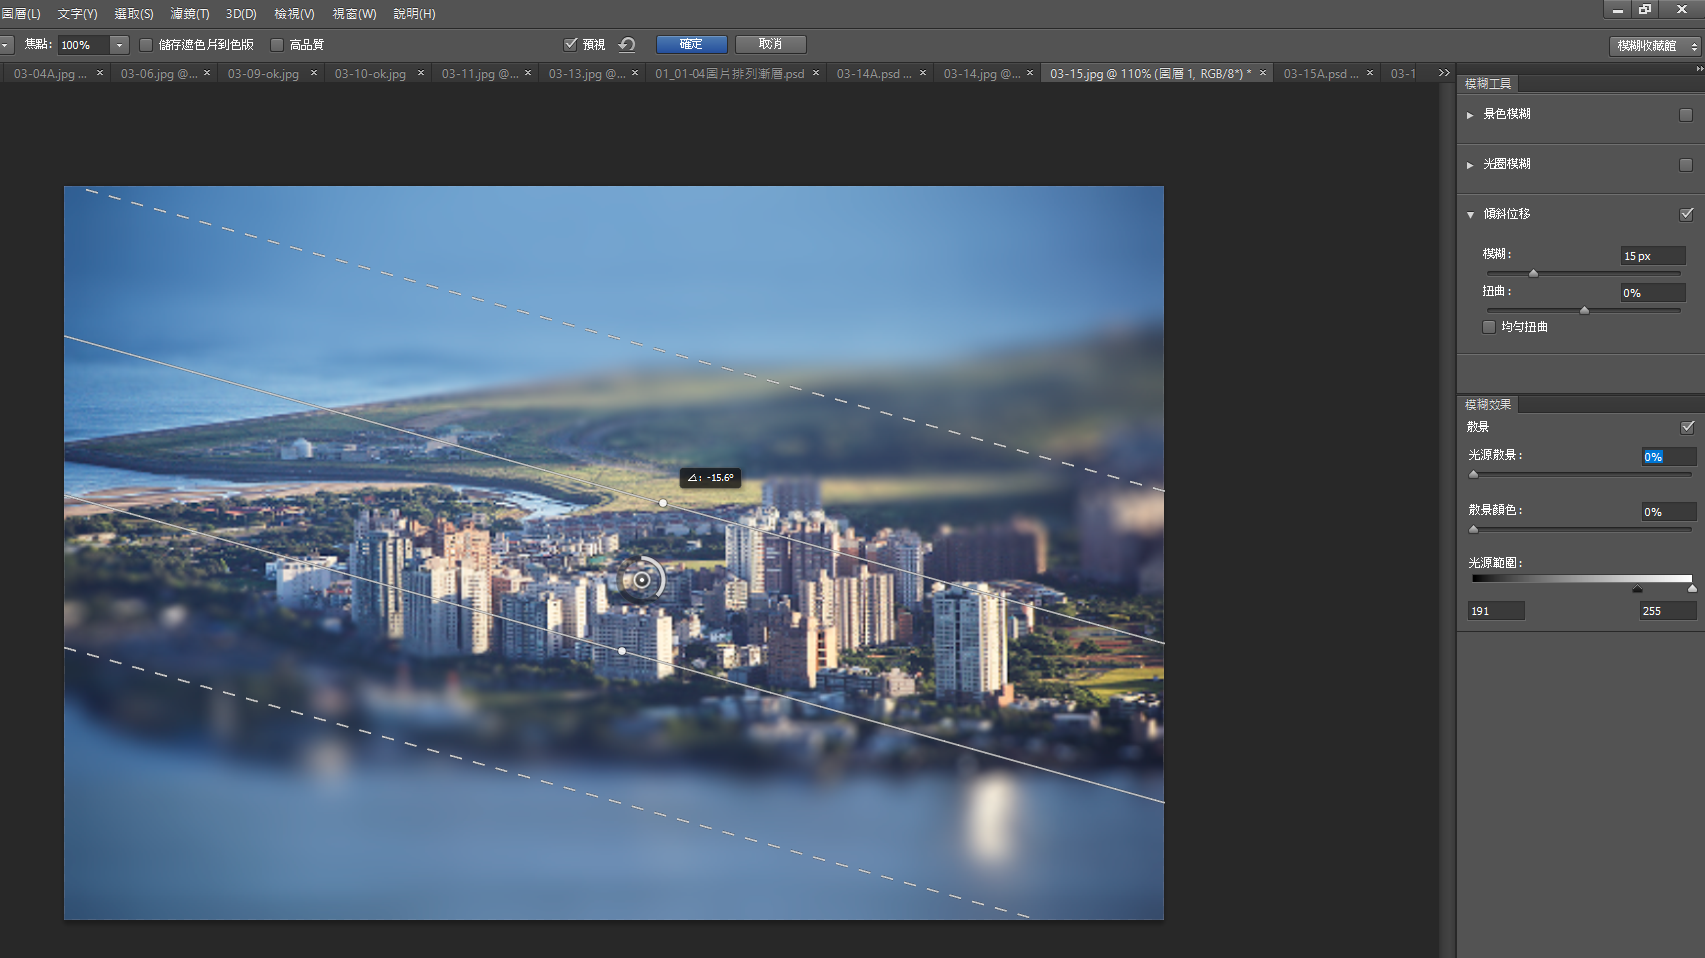 圖層(L) 文字(Y) 選取(S) 濾鏡(T) 3D(D) 檢視(V) 視窗(W) 說明(H)
焦點: 100% 儲存遮色片到色版 高品質 預視 確定 取消 模糊收藏館
03-04A.jpg ... × 03-06.jpg @... × 03-09-ok.jpg × 03-10-ok.jpg × 03-11.jpg @... × 03-13.jpg @... × 01_01-04圖片排列漸層.psd × 03-14A.psd ... × 03-14.jpg @... × 03-15.jpg @ 110% (圖層 1, RGB/8*) * × 03-15A.psd ... × 03-1
模糊工具
景色模糊
光圈模糊
傾斜位移
模糊: 15 px
扭曲: 0%
均勻扭曲
模糊效果
散景
光源散景: 0%
散景顏色: 0%
光源範圍:
191 255
⊿: -15.6°